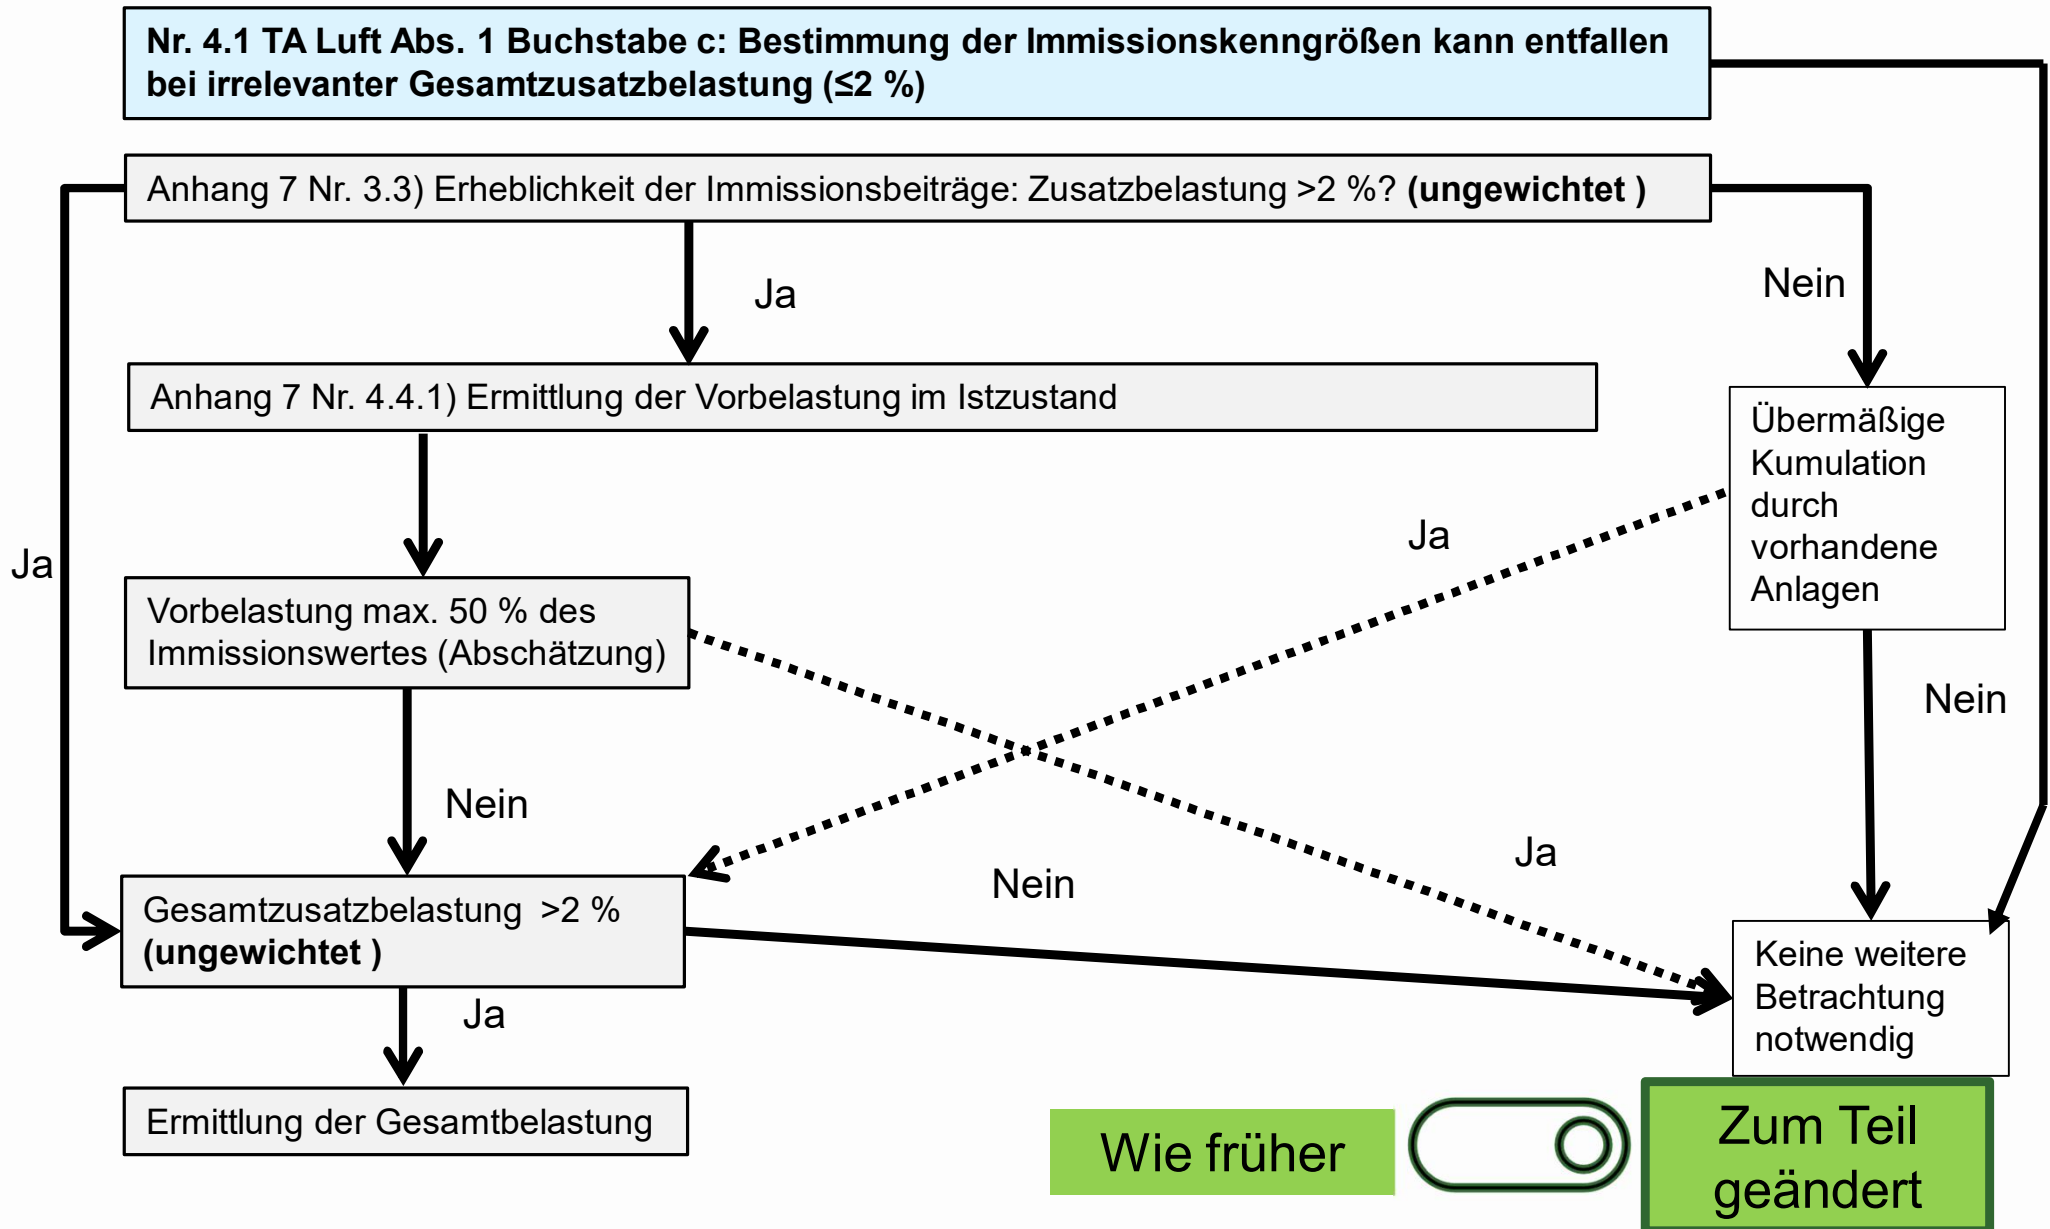 Nr. 4.1 TA Luft Abs. 1 Buchstabe c: Bestimmung der Immissionskenngrößen kann entfallen
bei irrelevanter Gesamtzusatzbelastung (≤2 %)
Anhang 7 Nr. 3.3) Erheblichkeit der Immissionsbeiträge: Zusatzbelastung >2 %? (ungewichtet )
Ja
Nein
Anhang 7 Nr. 4.4.1) Ermittlung der Vorbelastung im Istzustand
Übermäßige
Kumulation
durch
vorhandene
Anlagen
Ja
Ja
Vorbelastung max. 50 % des
Immissionswertes (Abschätzung)
Nein
Nein
Ja
Nein
Gesamtzusatzbelastung >2 %
(ungewichtet )
Keine weitere
Betrachtung
notwendig
Ja
Ermittlung der Gesamtbelastung
Wie früher
Zum Teil
geändert